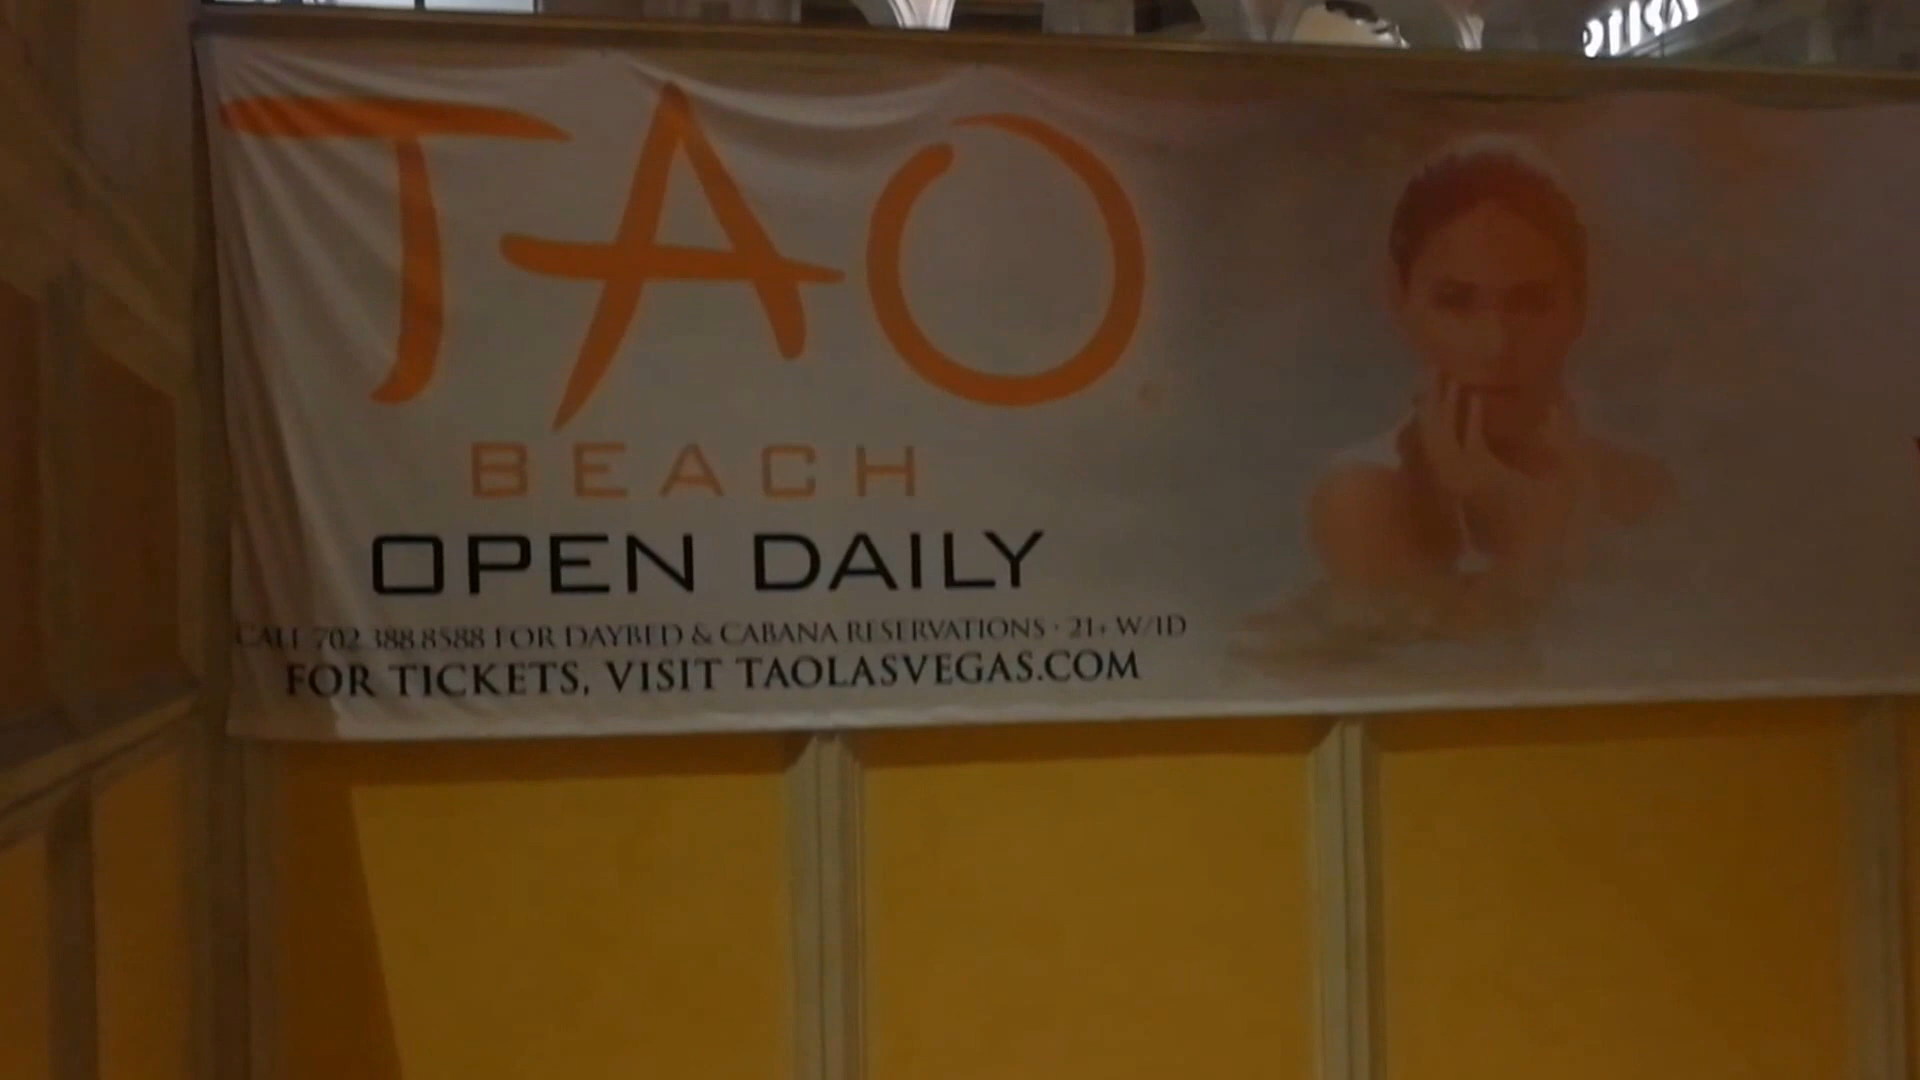 TAO
BEACH
OPEN DAILY
CALL 702.388.8588 FOR DAYBED & CABANA RESERVATIONS · 21+ W/ID
FOR TICKETS, VISIT TAOLASVEGAS.COM